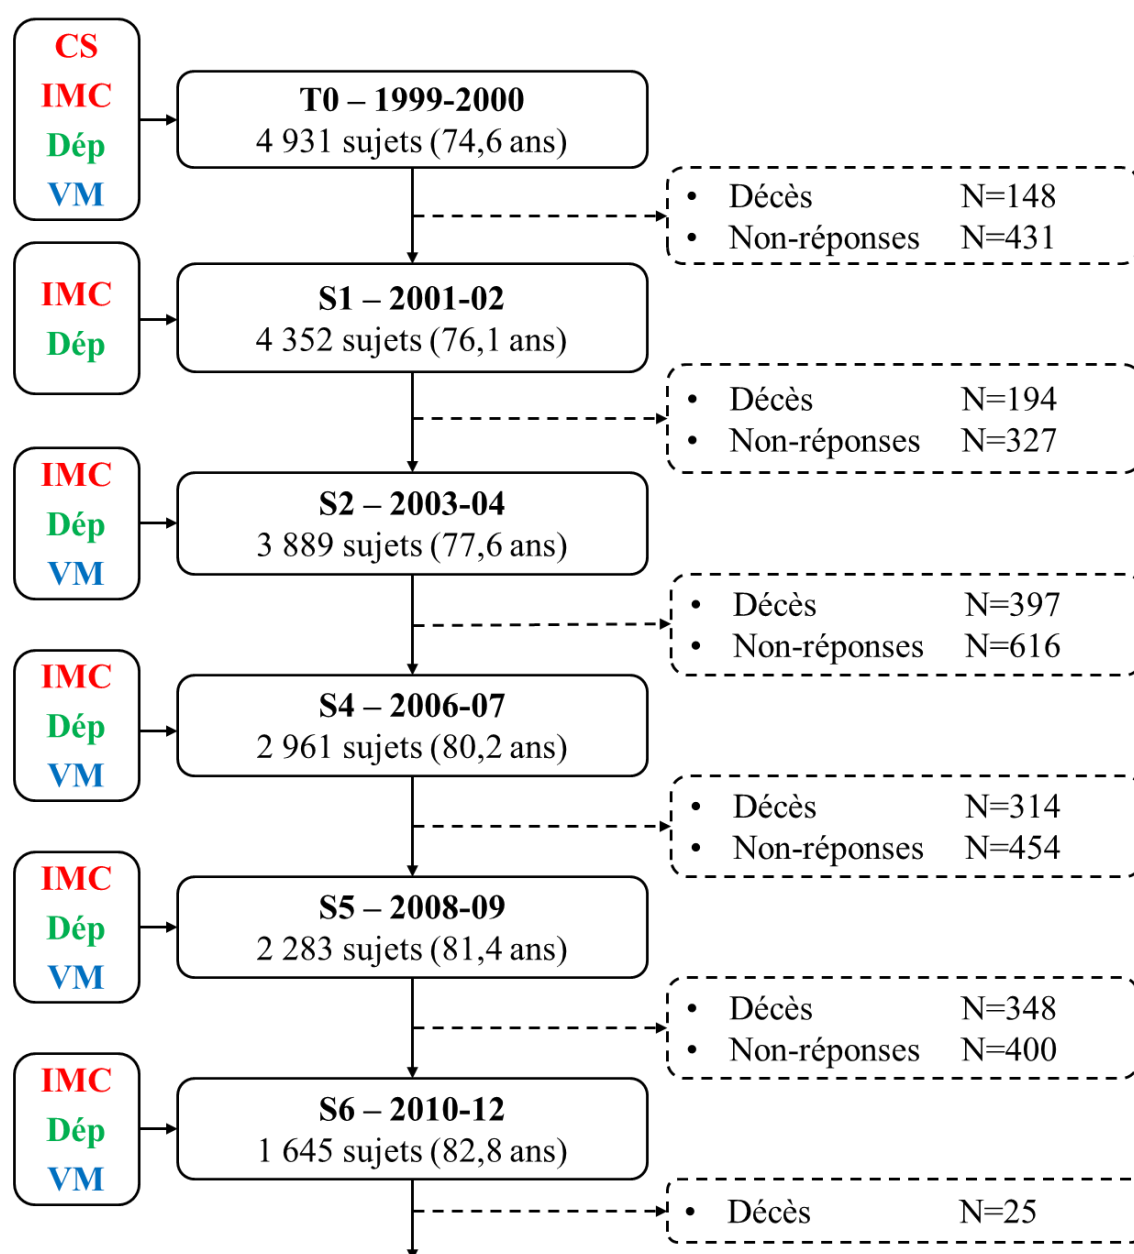 CS
IMC
Dép
VM
T0 – 1999-2000
4 931 sujets (74,6 ans)
• Décès N=148
• Non-réponses N=431
IMC
Dép
S1 – 2001-02
4 352 sujets (76,1 ans)
• Décès N=194
• Non-réponses N=327
IMC
Dép
VM
S2 – 2003-04
3 889 sujets (77,6 ans)
• Décès N=397
• Non-réponses N=616
IMC
Dép
VM
S4 – 2006-07
2 961 sujets (80,2 ans)
• Décès N=314
• Non-réponses N=454
IMC
Dép
VM
S5 – 2008-09
2 283 sujets (81,4 ans)
• Décès N=348
• Non-réponses N=400
IMC
Dép
VM
S6 – 2010-12
1 645 sujets (82,8 ans)
• Décès N=25